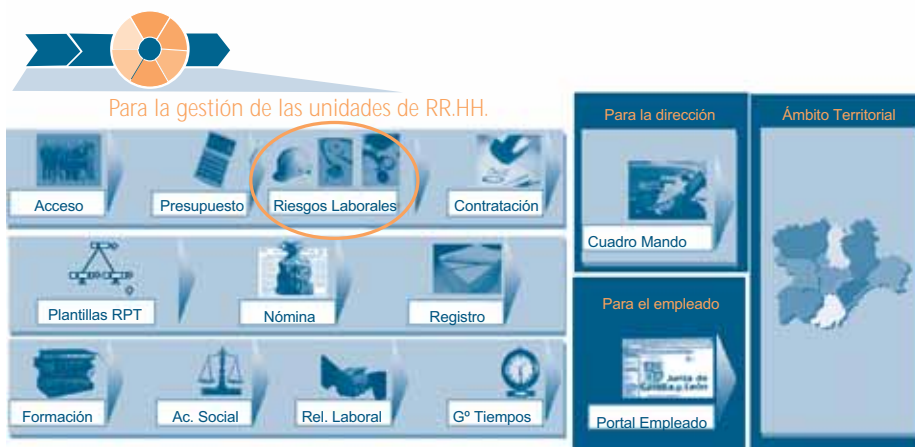 Para la gestión de las unidades de RR.HH.
Para la dirección
Ámbito Territorial
Acceso
Presupuesto
Riesgos Laborales
Contratación
Cuadro Mando
Plantillas RPT
Nómina
Registro
Para el empleado
Junta de
Castilla y León
Formación
Ac. Social
Rel. Laboral
Gº Tiempos
Portal Empleado